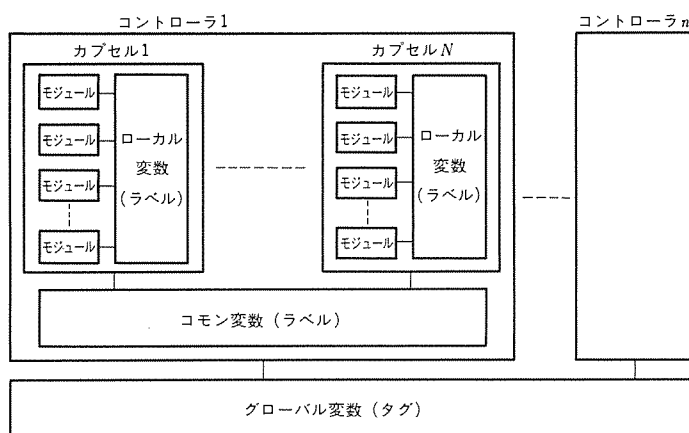 コントローラ1
コントローラn
カプセル1
カプセルN
モジュール
モジュール
モジュール
モジュール
ローカル
変数
(ラベル)
モジュール
モジュール
モジュール
モジュール
ローカル
変数
(ラベル)
コモン変数(ラベル)
グローバル変数(タグ)